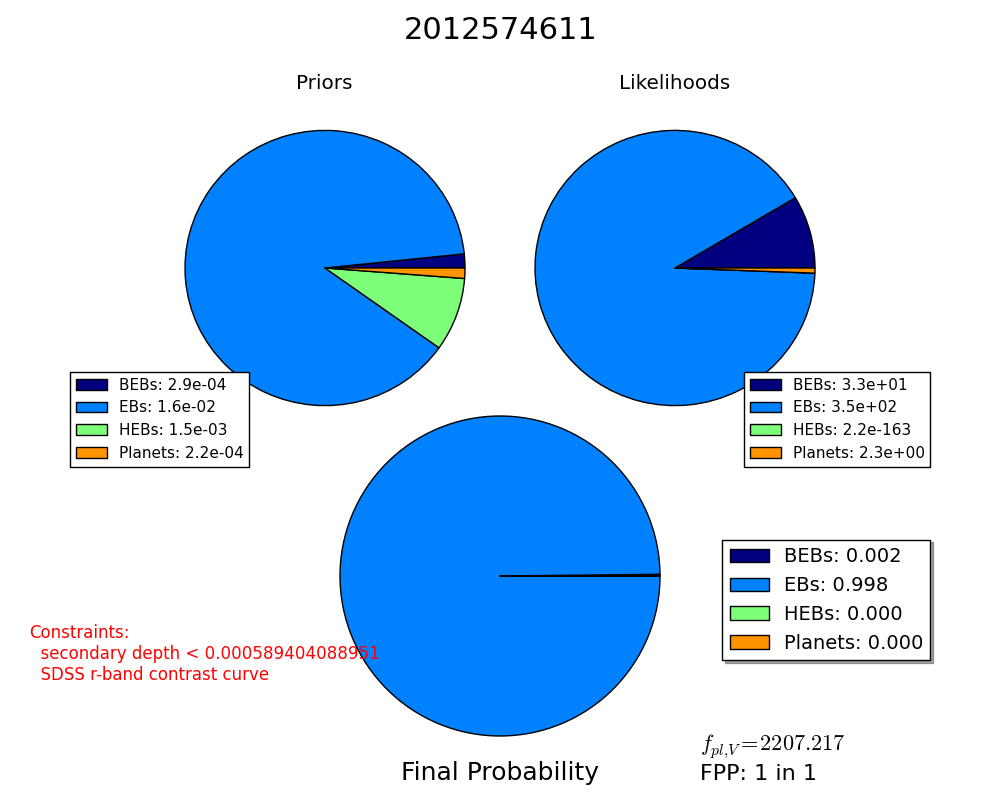 2012574611
Priors
Likelihoods
BEBs: 2.9e-04
EBs: 1.6e-02
HEBs: 1.5e-03
Planets: 2.2e-04
BEBs: 3.3e+01
EBs: 3.5e+02
HEBs: 2.2e-163
Planets: 2.3e+00
BEBs: 0.002
EBs: 0.998
HEBs: 0.000
Planets: 0.000
Constraints:
secondary depth < 0.000589404088951
SDSS r-band contrast curve
f_{pl,V}=2207.217
Final Probability
FPP: 1 in 1